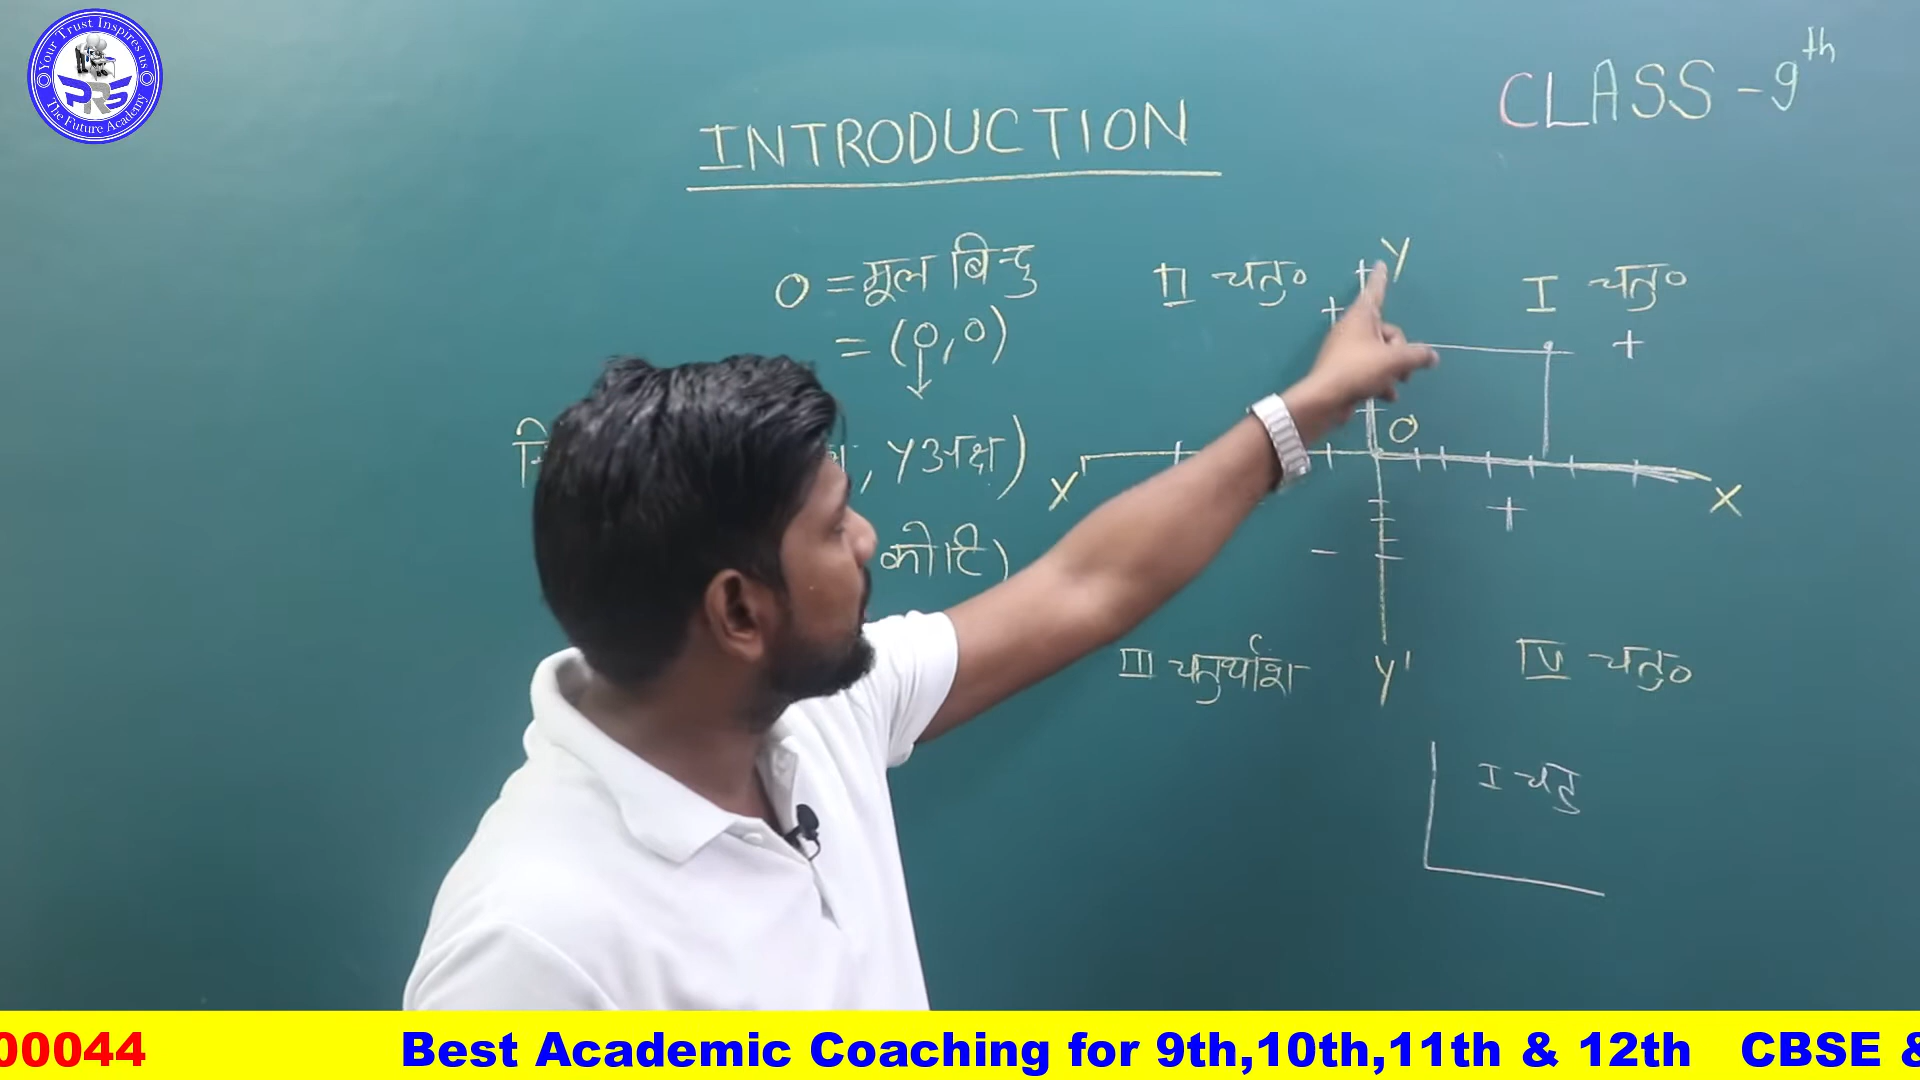 Your Trust Inspires us
PRS
The Future Academy
CLASS - 9th
INTRODUCTION
O = मूल बिन्दु
= (0, 0)
, y अक्ष)
कोटि)
II चतु०
I चतु०
Y
+
+
+
O
X
X
+
-
III चतुर्थांश
Y'
IV चतु०
I चतु
00044 Best Academic Coaching for 9th,10th,11th & 12th CBSE &